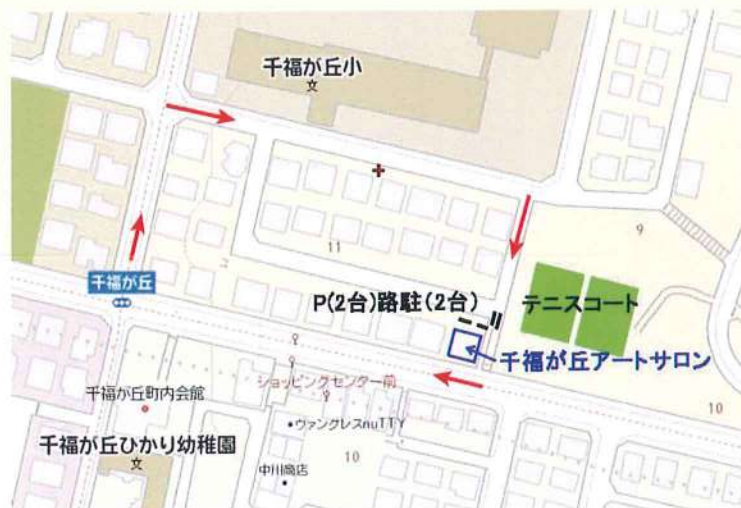 千福が丘小
文
11
9
千福が丘
P(2台)路駐(2台)
テニスコート
千福が丘アートサロン
ショッピングセンター前
千福が丘町内会館
ヴァングレスnuTTY
千福が丘ひかり幼稚園
文
中川商店
10
10